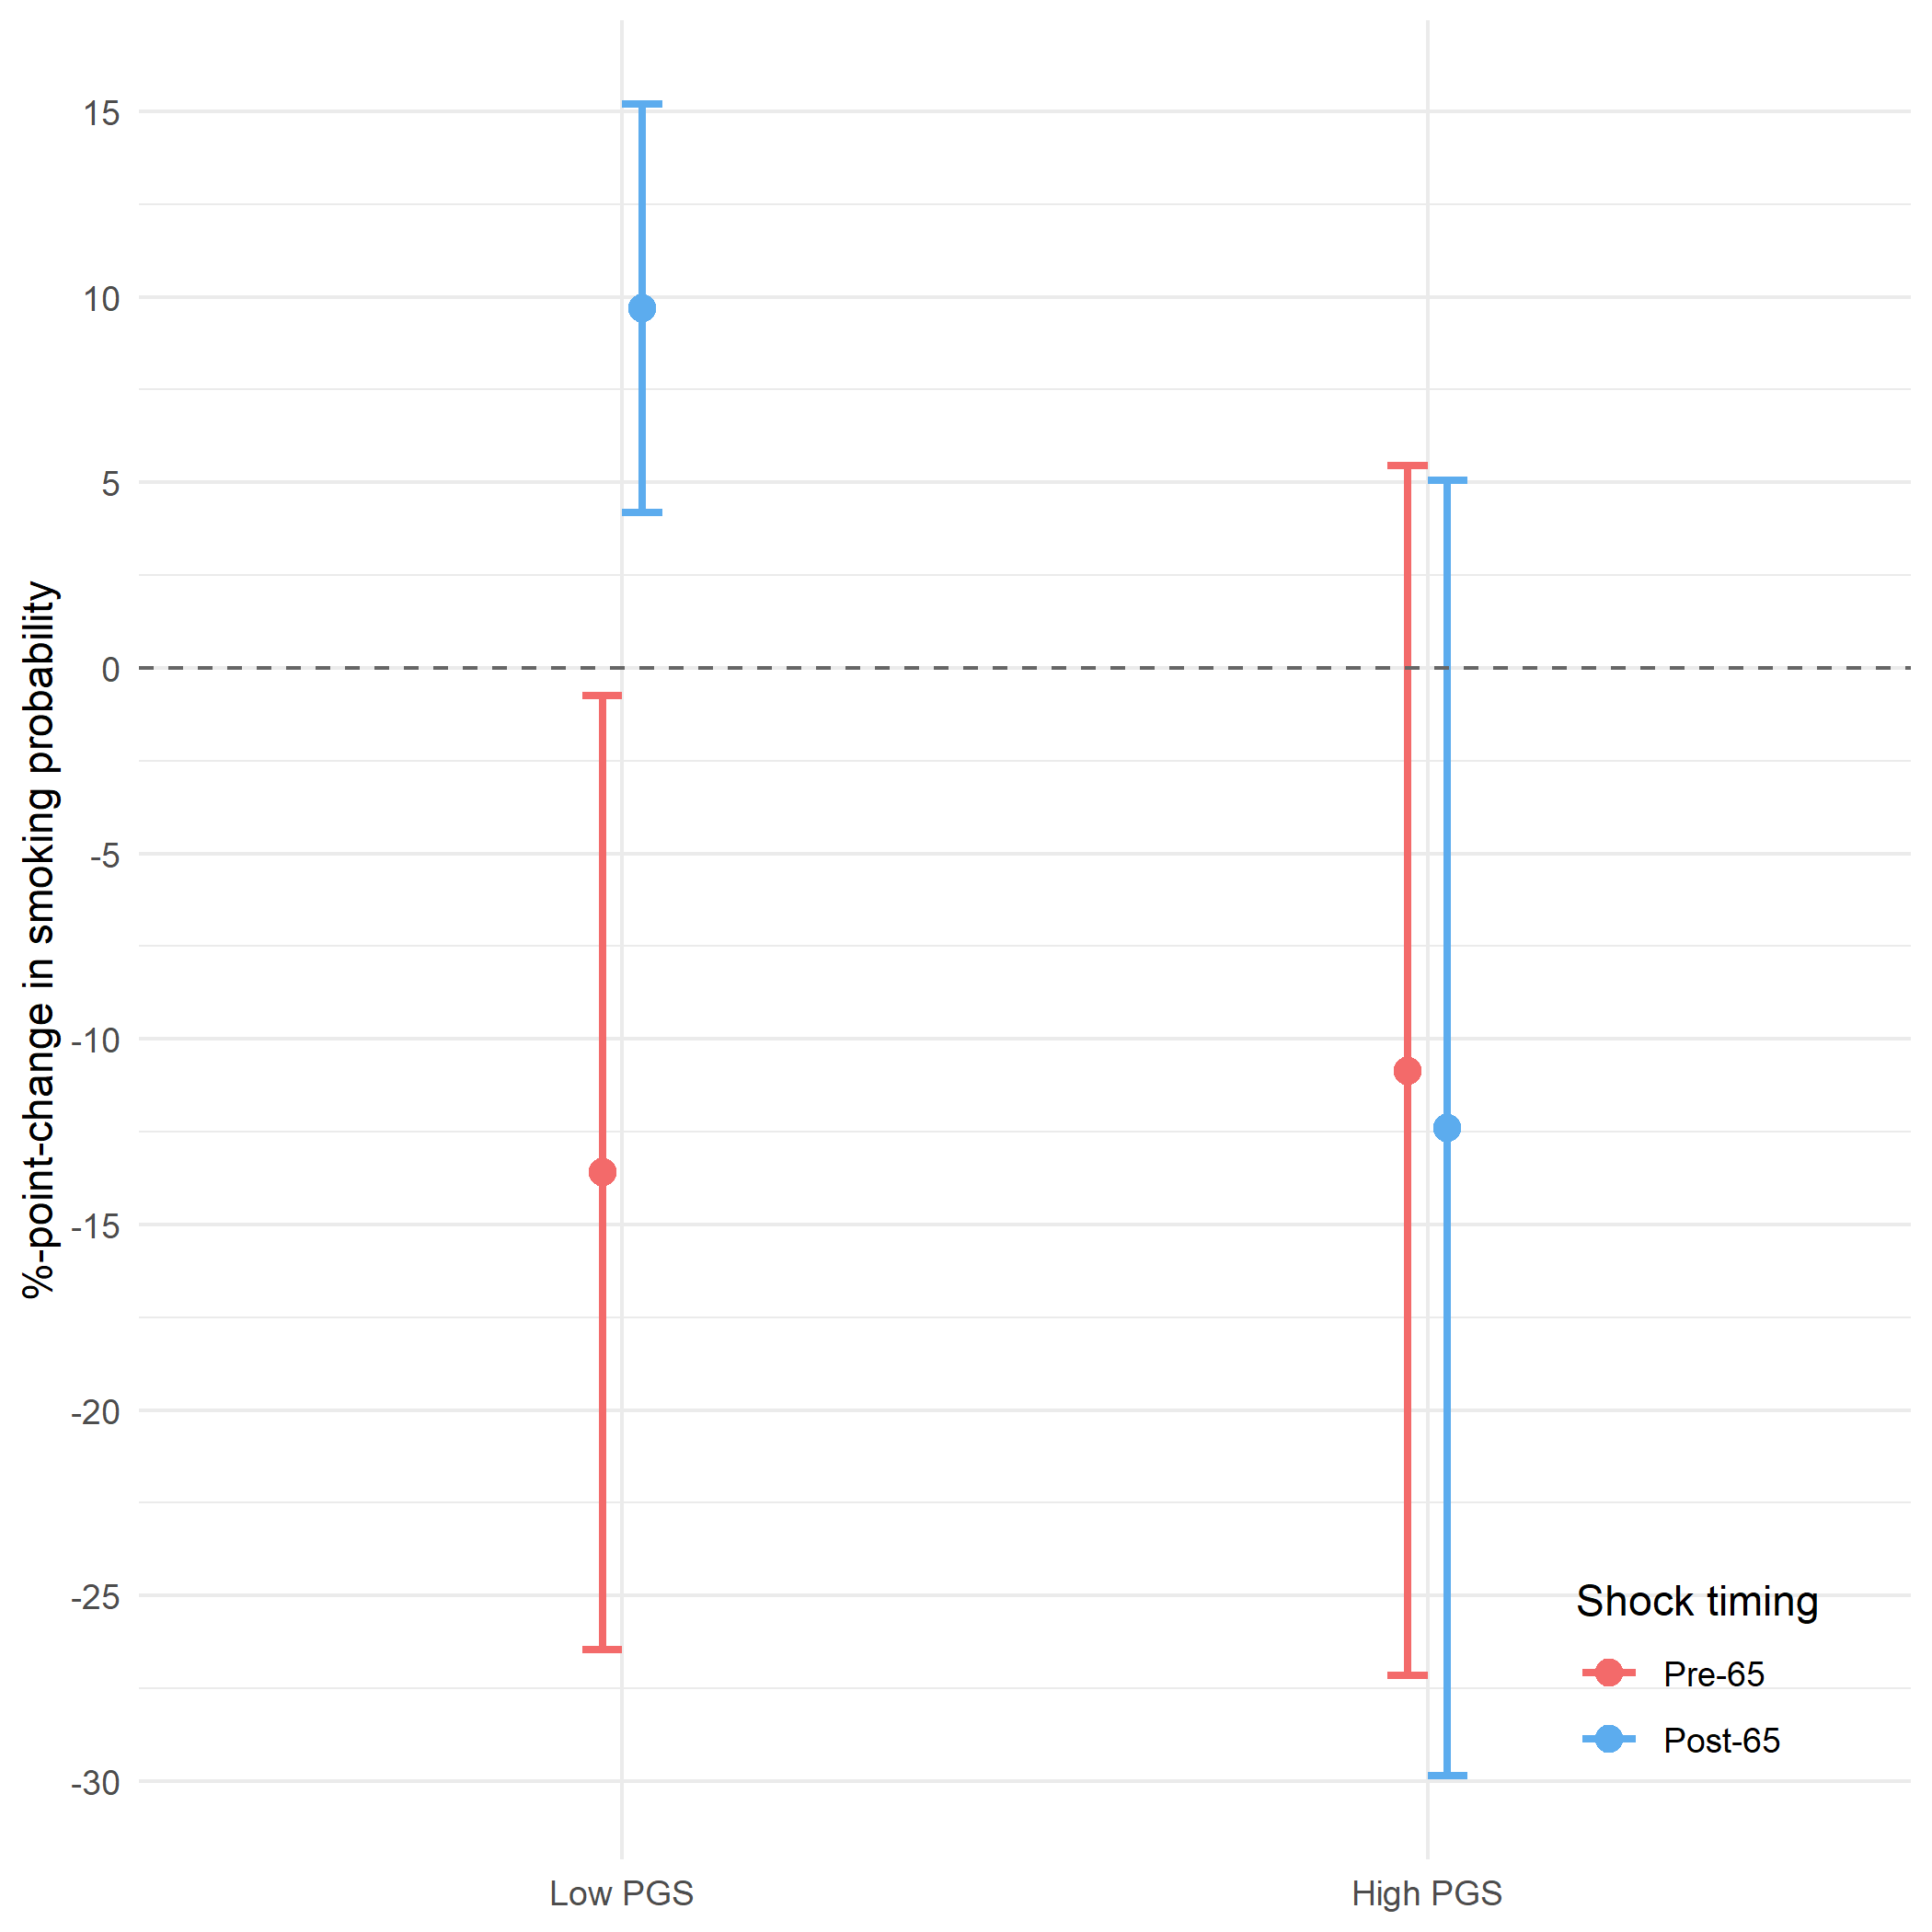 %-point-change in smoking probability
15
10
5
0
-5
-10
-15
-20
-25
-30
Low PGS
High PGS
Shock timing
Pre-65
Post-65